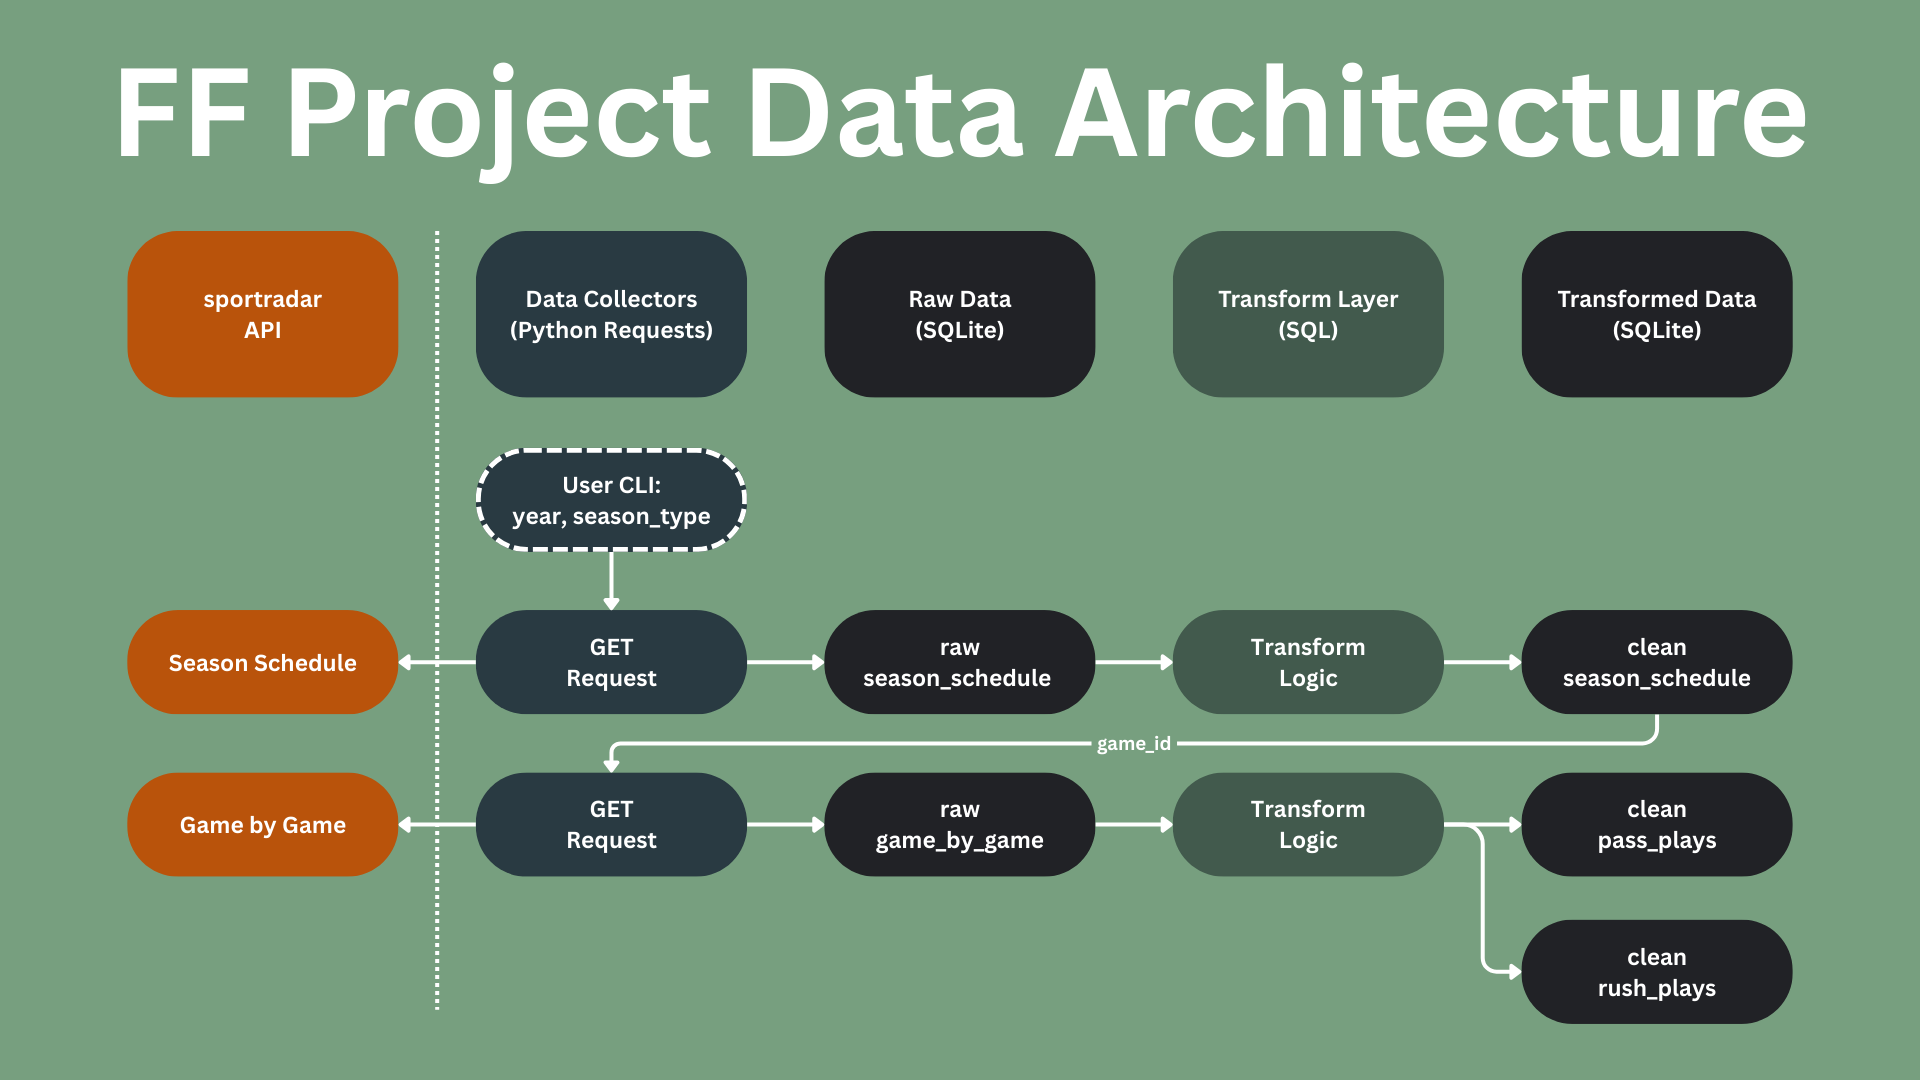 FF Project Data Architecture
sportradar
API
Data Collectors
(Python Requests)
Raw Data
(SQLite)
Transform Layer
(SQL)
Transformed Data
(SQLite)
User CLI:
year, season_type
Season Schedule
GET
Request
raw
season_schedule
Transform
Logic
clean
season_schedule
game_id
Game by Game
GET
Request
raw
game_by_game
Transform
Logic
clean
pass_plays
clean
rush_plays